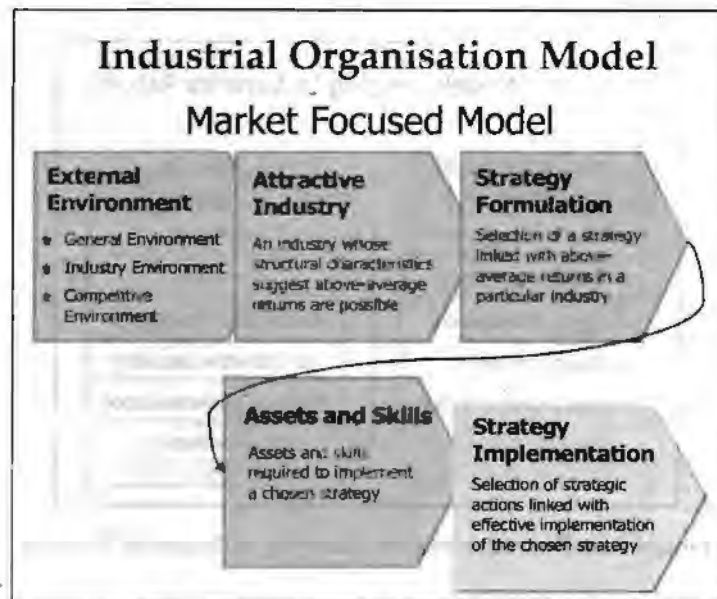 Industrial Organisation Model
Market Focused Model
External
Environment
General Environment
Industry Environment
Competitive
Environment
Attractive
Industry
An industry whose
structural characteristics
suggest above-average
returns are possible
Strategy
Formulation
Selection of a strategy
linked with above-
average returns in a
particular industry
Assets and Skills
Assets and skills
required to implement
a chosen strategy
Strategy
Implementation
Selection of strategic
actions linked with
effective implementation
of the chosen strategy